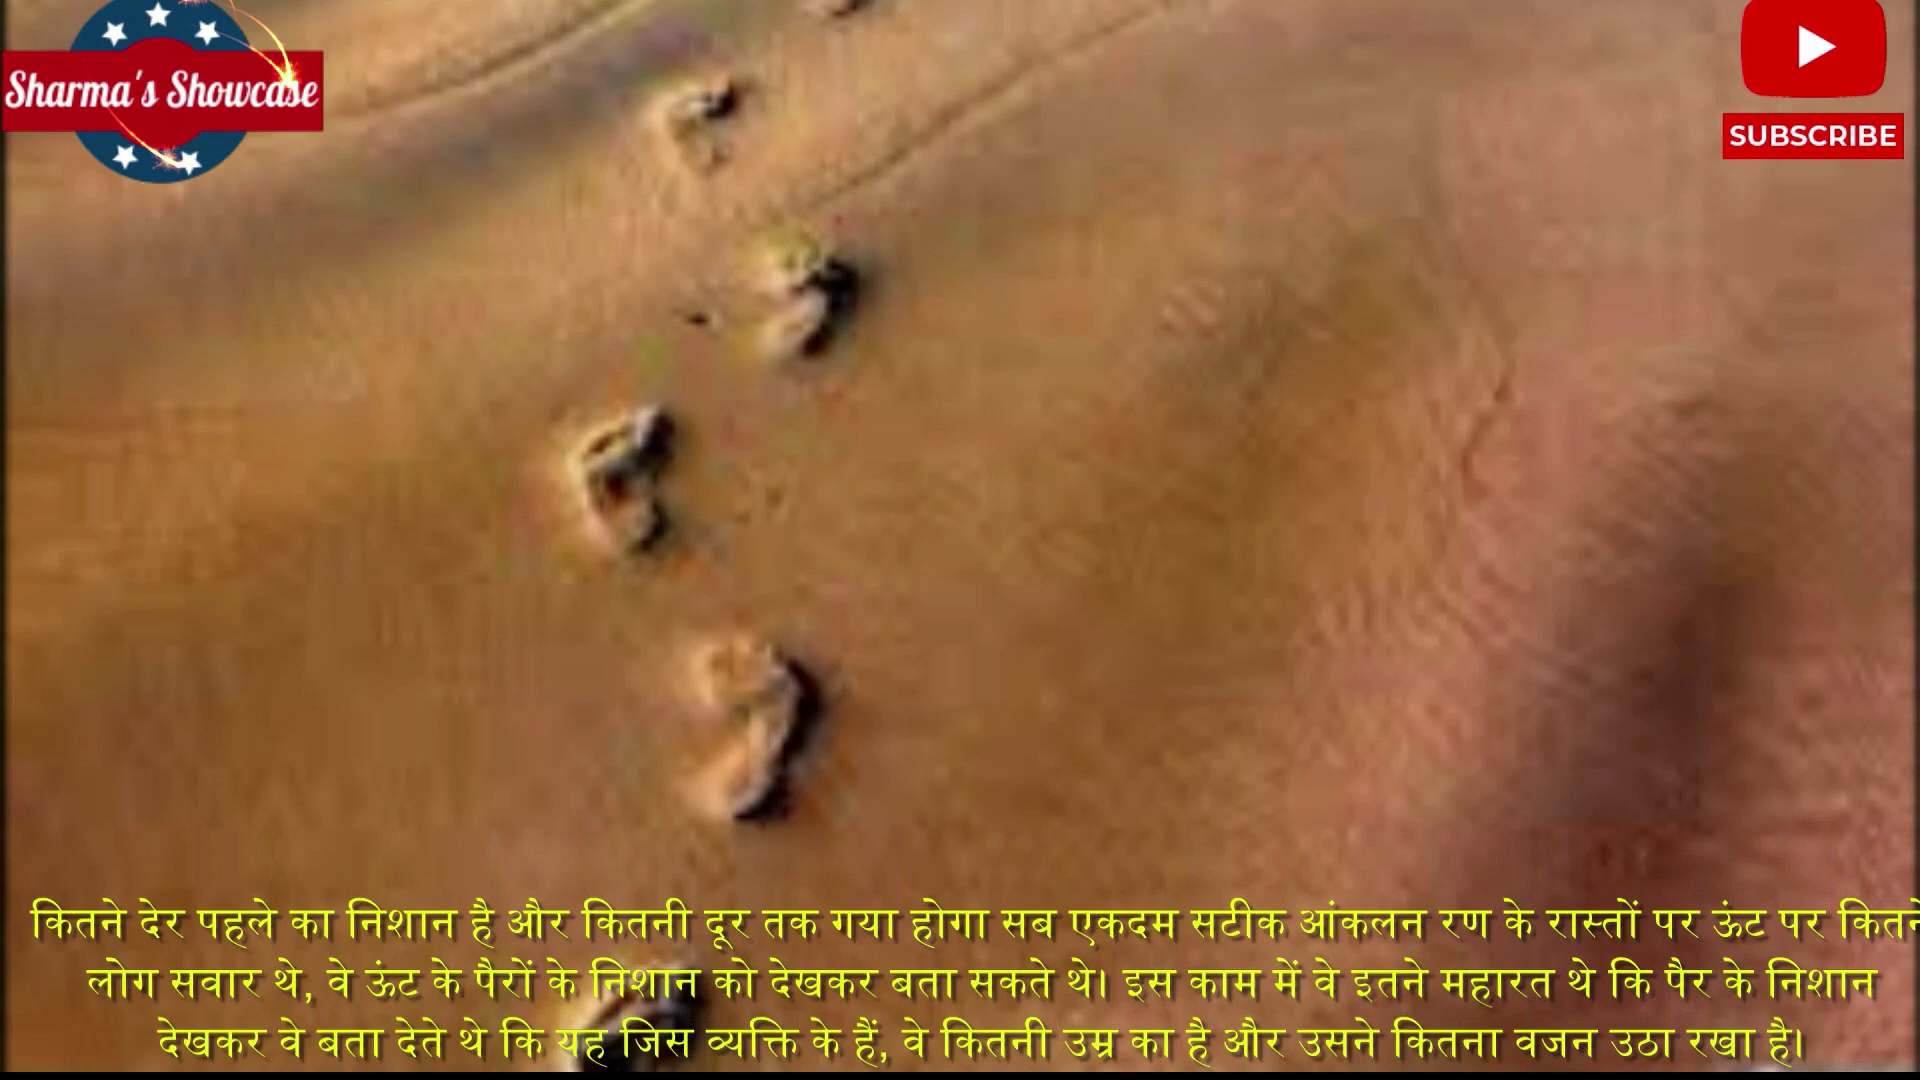 Sharma's Showcase
SUBSCRIBE
कितने देर पहले का निशान है और कितनी दूर तक गया होगा सब एकदम सटीक आंकलन रण के रास्तों पर ऊंट पर कितने
लोग सवार थे, वे ऊंट के पैरों के निशान को देखकर बता सकते थे। इस काम में वे इतने महारत थे कि पैर के निशान
देखकर वे बता देते थे कि यह जिस व्यक्ति के हैं, वे कितनी उम्र का है और उसने कितना वजन उठा रखा है।